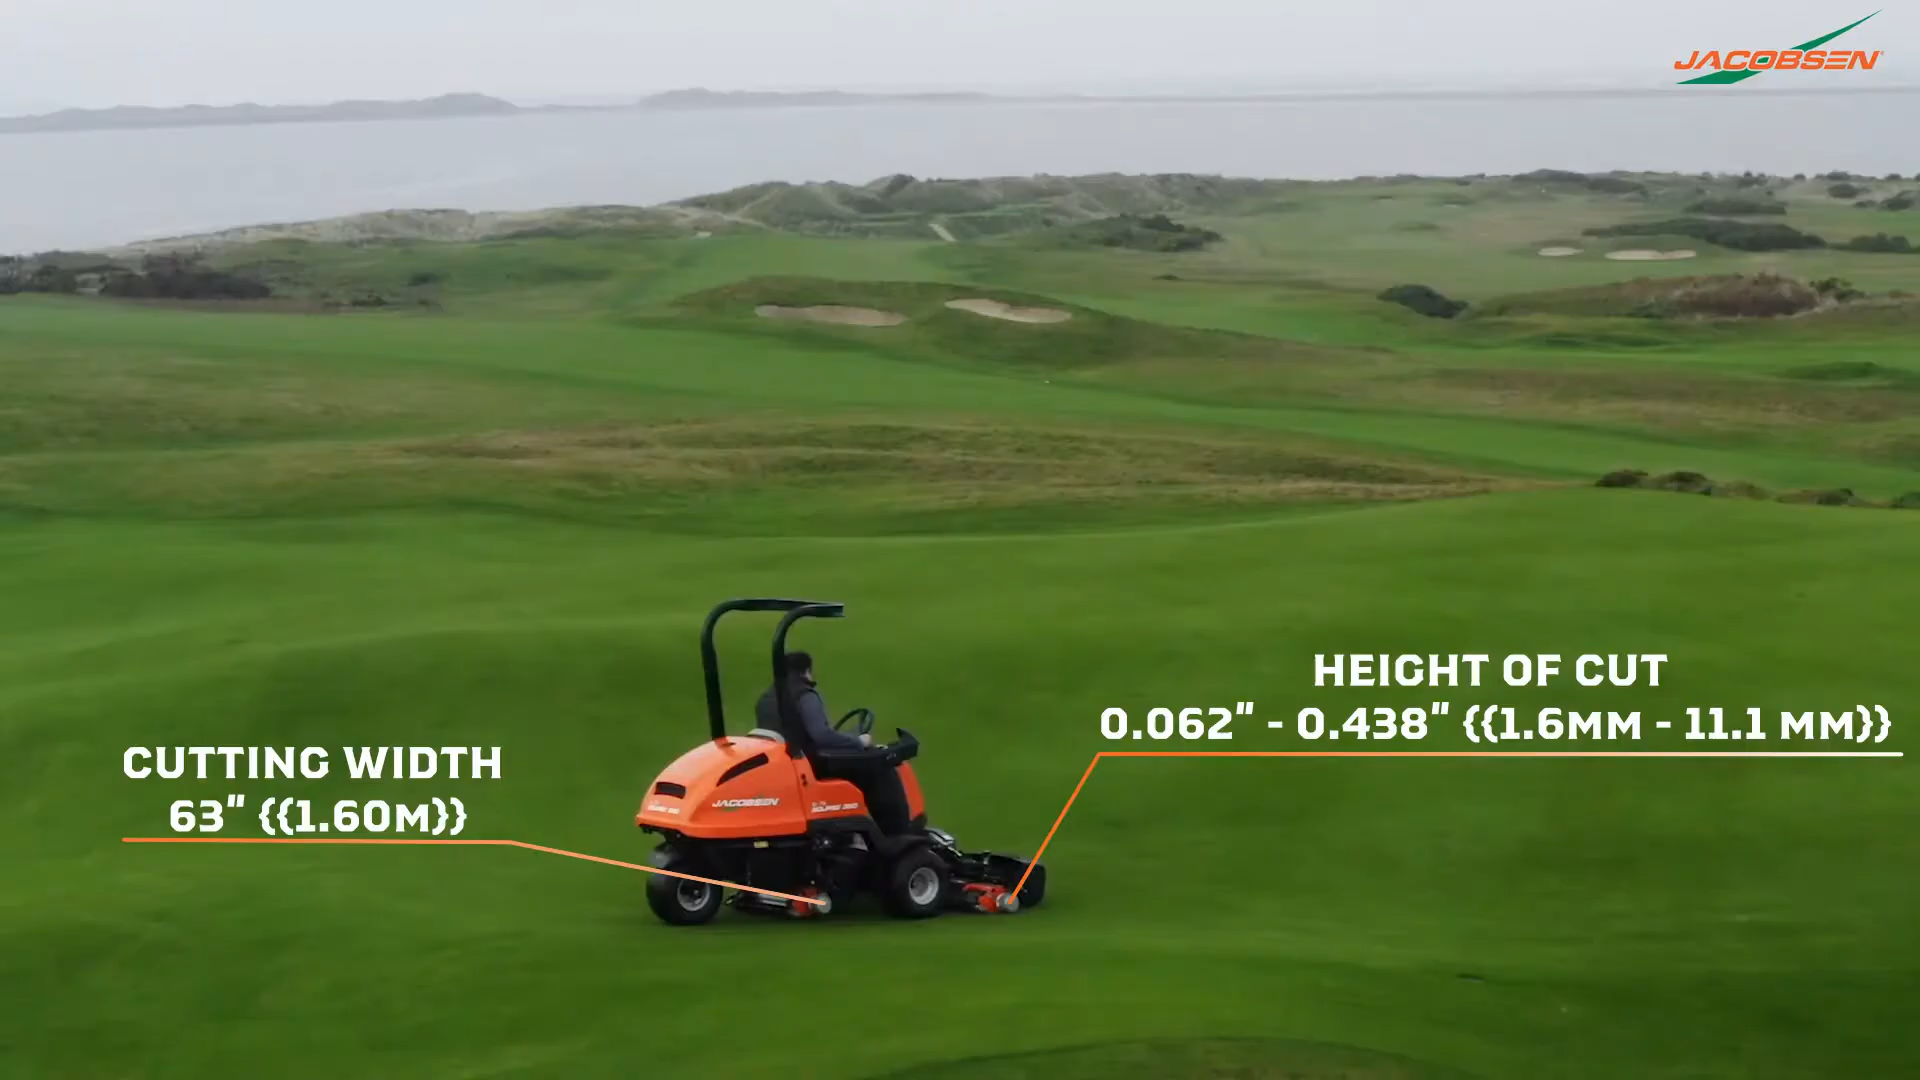 JACOBSEN
HEIGHT OF CUT
0.062" - 0.438" {{1.6MM - 11.1 MM}}
CUTTING WIDTH
63" {{1.60M}}
JACOBSEN